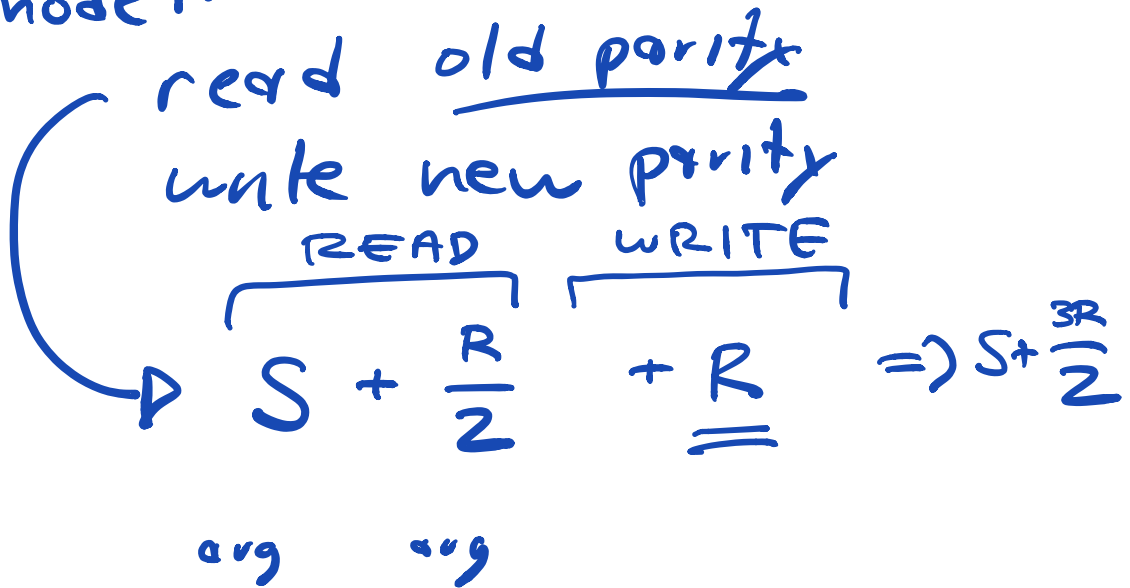 read old parity
write new parity
READ WRITE
S + R/2 + R => S + 3R/2
avg avg